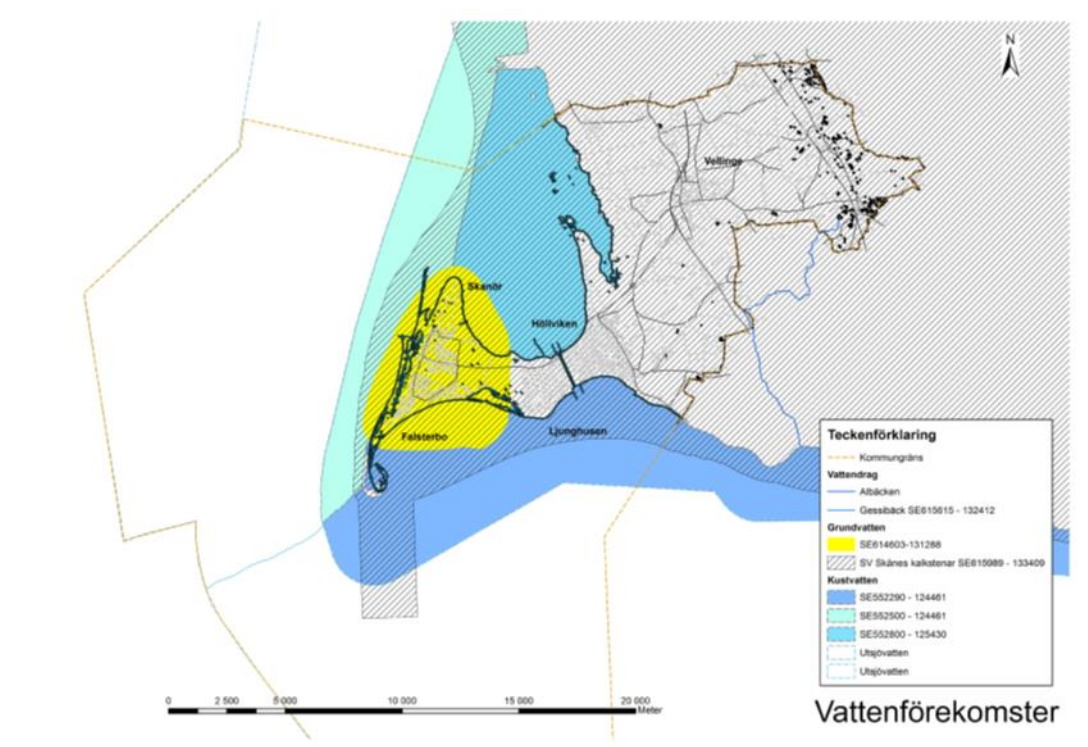 N
Vellinge
Skanör
Höllviken
Falsterbo
Ljunghusen
Teckenförklaring
Kommungräns
Vattendrag
Albäcken
Gessibäck SE615615 - 132412
Grundvatten
SE614603-131288
SV Skånes kalkstenar SE615989 - 133409
Kustvatten
SE552290 - 124461
SE552500 - 124461
SE552800 - 125430
Utsjövatten
Utsjövatten
0 2 500 5 000 10 000 15 000 20 000
Meter
Vattenförekomster